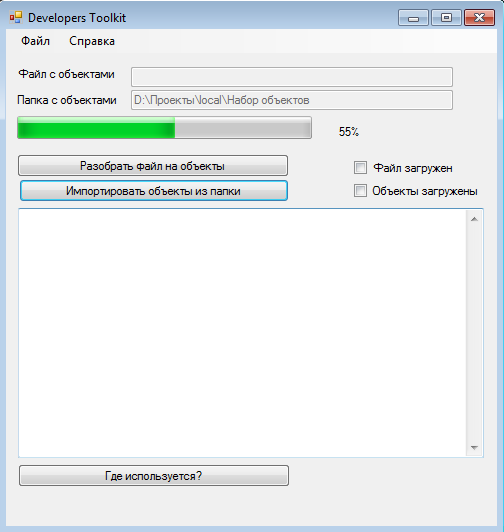 Developers Toolkit
Файл Справка
Файл с объектами
Папка с объектами D:\Проекты\local\Набор объектов
55%
Разобрать файл на объекты Файл загружен
Импортировать объекты из папки Объекты загружены
Где используется?